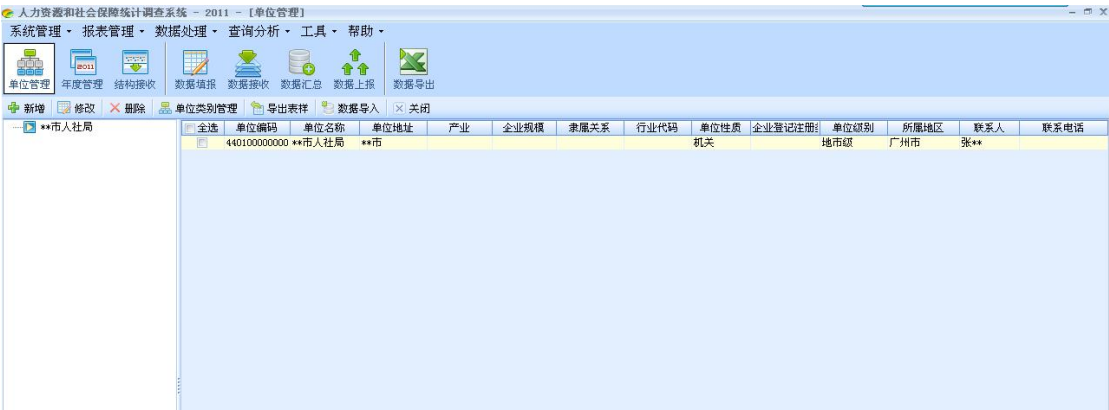 人力资源和社会保障统计调查系统 - 2011 - [单位管理]
系统管理 报表管理 数据处理 查询分析 工具 帮助
2011
单位管理 年度管理 结构接收 数据填报 数据接收 数据汇总 数据上报 数据导出
新增 修改 删除 单位类别管理 导出表样 数据导入 关闭
**市人社局
全选 单位编码 单位名称 单位地址 产业 企业规模 隶属关系 行业代码 单位性质 企业登记注册 单位级别 所属地区 联系人 联系电话
440100000000 **市人社局 **市 机关 地市级 广州市 张**